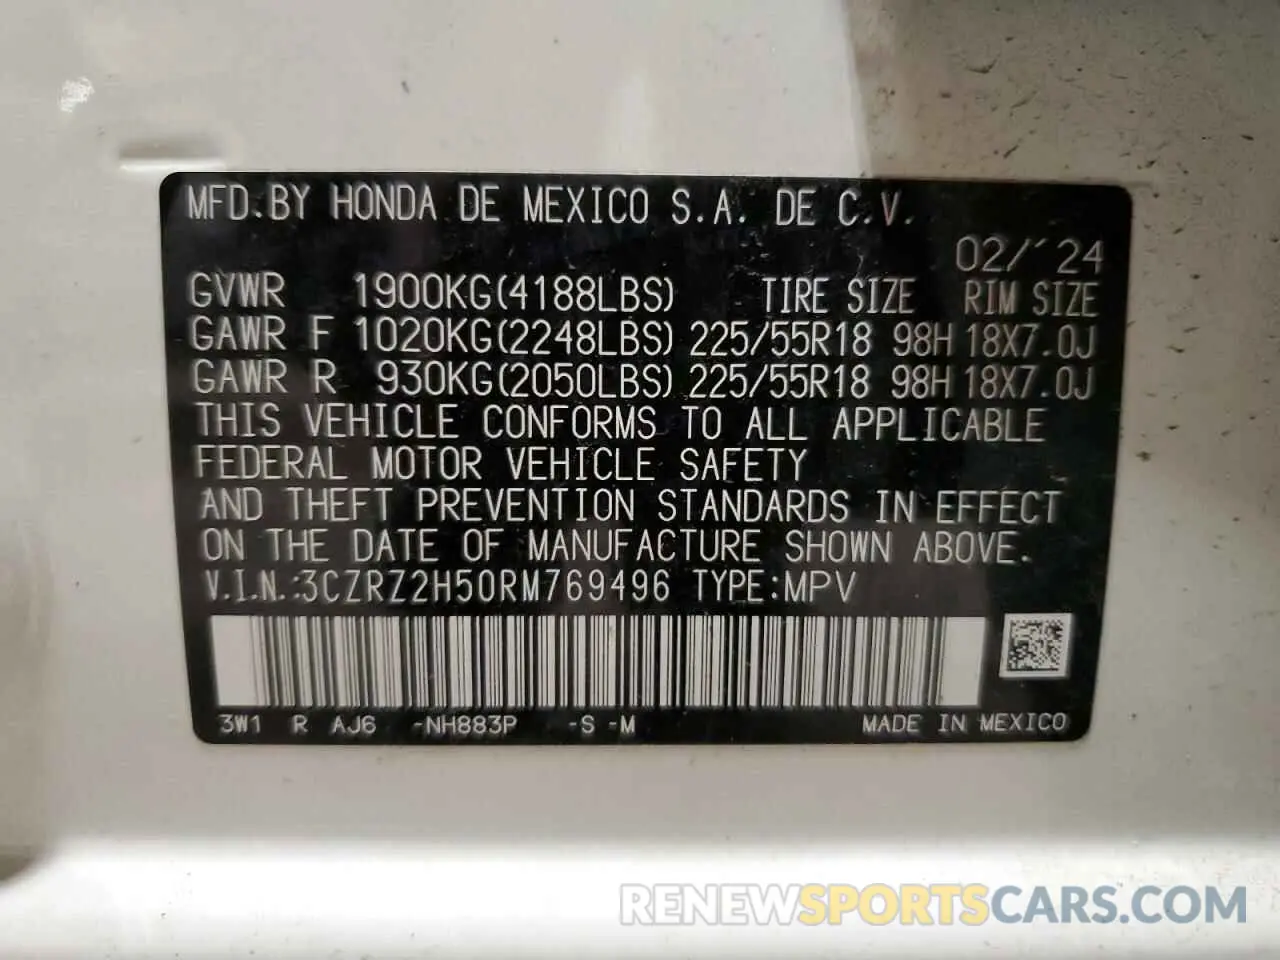 MFD. BY HONDA DE MEXICO S.A. DE C.V.
02/ 24
GVWR 1900KG(4188LBS) TIRE SIZE RIM SIZE
GAWR F 1020KG(2248LBS) 225/55R18 98H 18X7.0J
GAWR R 930KG(2050LBS) 225/55R18 98H 18X7.0J
THIS VEHICLE CONFORMS TO ALL APPLICABLE
FEDERAL MOTOR VEHICLE SAFETY
AND THEFT PREVENTION STANDARDS IN EFFECT
ON THE DATE OF MANUFACTURE SHOWN ABOVE.
V.I.N.:3CZRZ2H50RM769496 TYPE:MPV
3W1 R AJ6 -NH883P -S -M MADE IN MEXICO
RENEWSPORTSCARS.COM